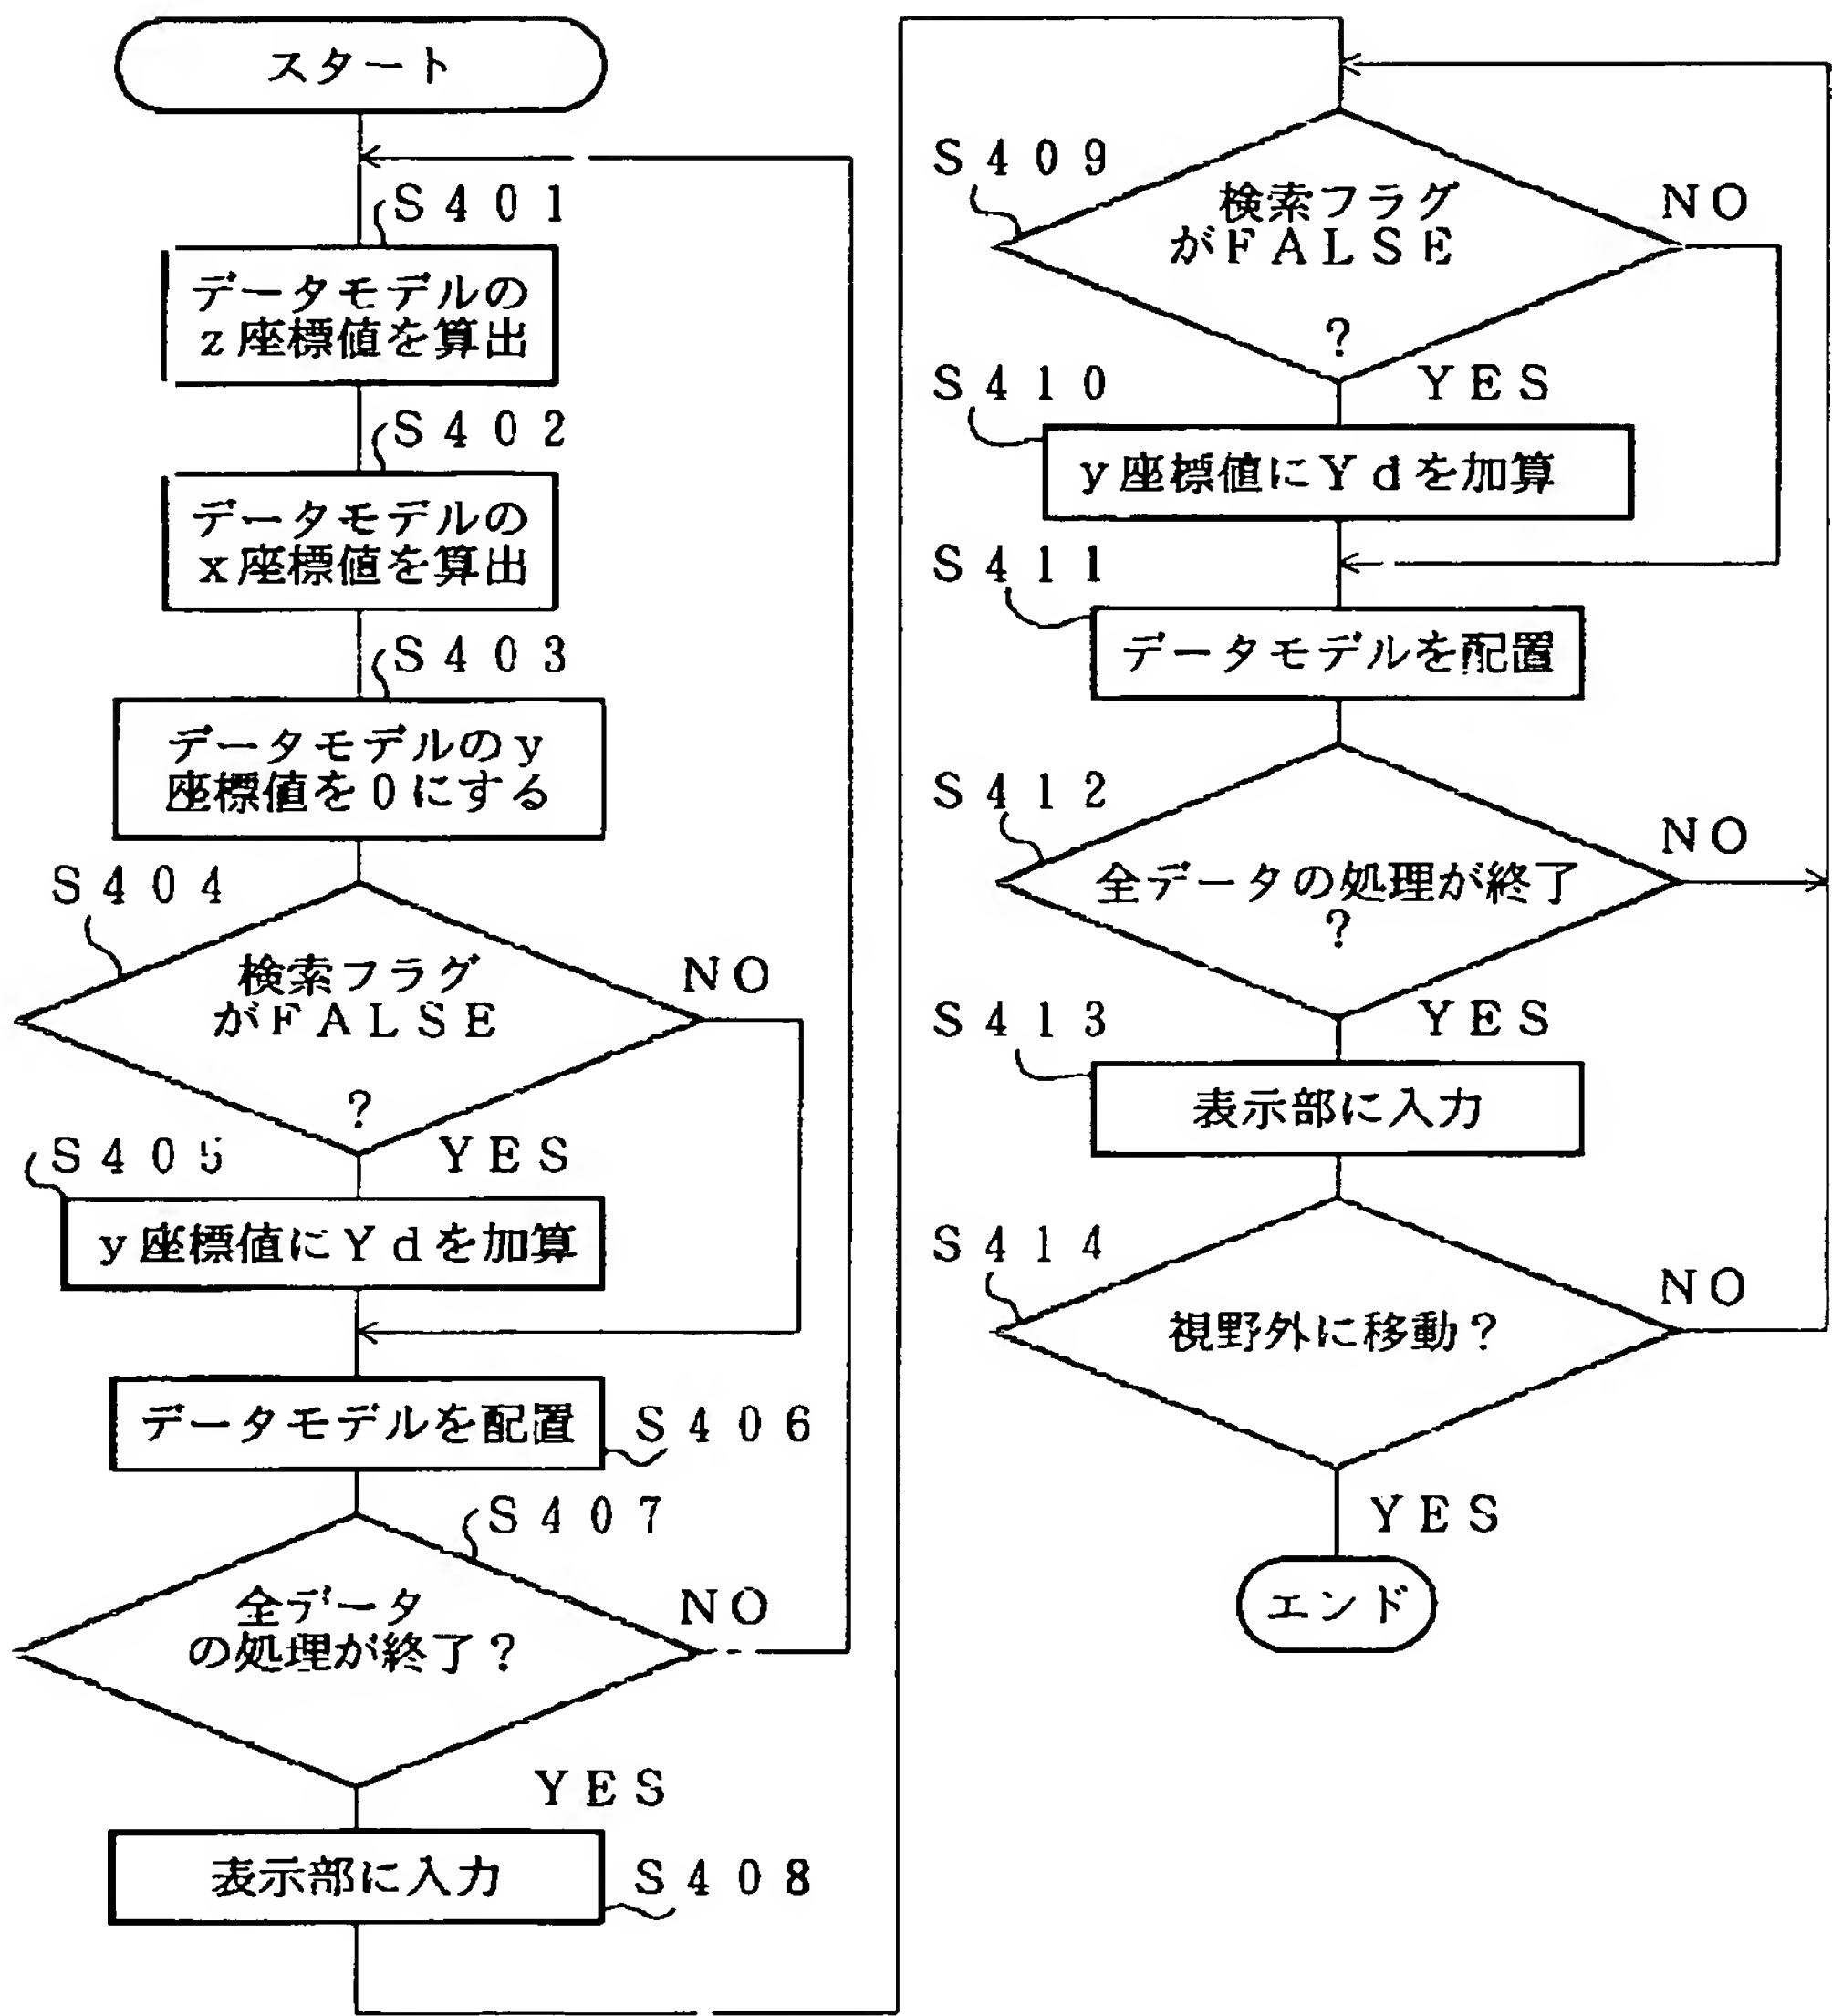 スタート
S401
データモデルの
z座標値を算出
S402
データモデルの
x座標値を算出
S403
データモデルのy
座標値を0にする
S404
検索フラグ
がFALSE
?
NO
YES
S405
y座標値にYdを加算
データモデルを配置
S406
S407
全データ
の処理が終了?
NO
YES
表示部に入力
S408
S409
検索フラグ
がFALSE
?
NO
YES
S410
y座標値にYdを加算
S411
データモデルを配置
S412
全データの処理が終了
?
NO
YES
S413
表示部に入力
S414
視野外に移動?
NO
YES
エンド